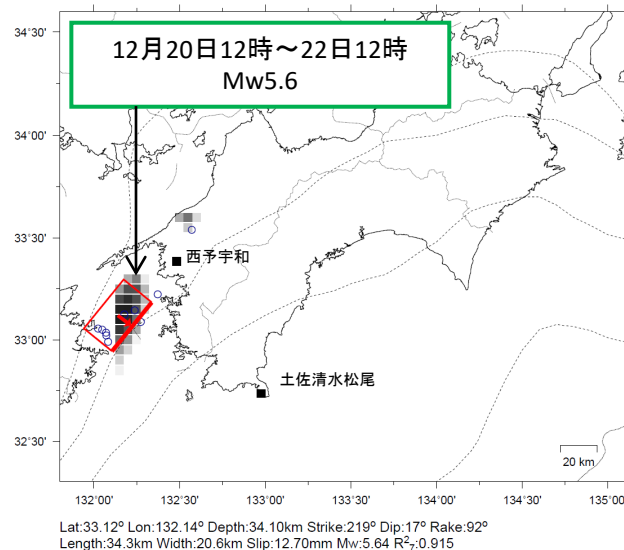 12月20日12時～22日12時
Mw5.6
34°30'
34°00'
33°30'
33°00'
32°30'
西予宇和
土佐清水松尾
20 km
132°00' 132°30' 133°00' 133°30' 134°00' 134°30' 135°00'
Lat:33.12° Lon:132.14° Depth:34.10km Strike:219° Dip:17° Rake:92°
Length:34.3km Width:20.6km Slip:12.70mm Mw:5.64 R²₇:0.915